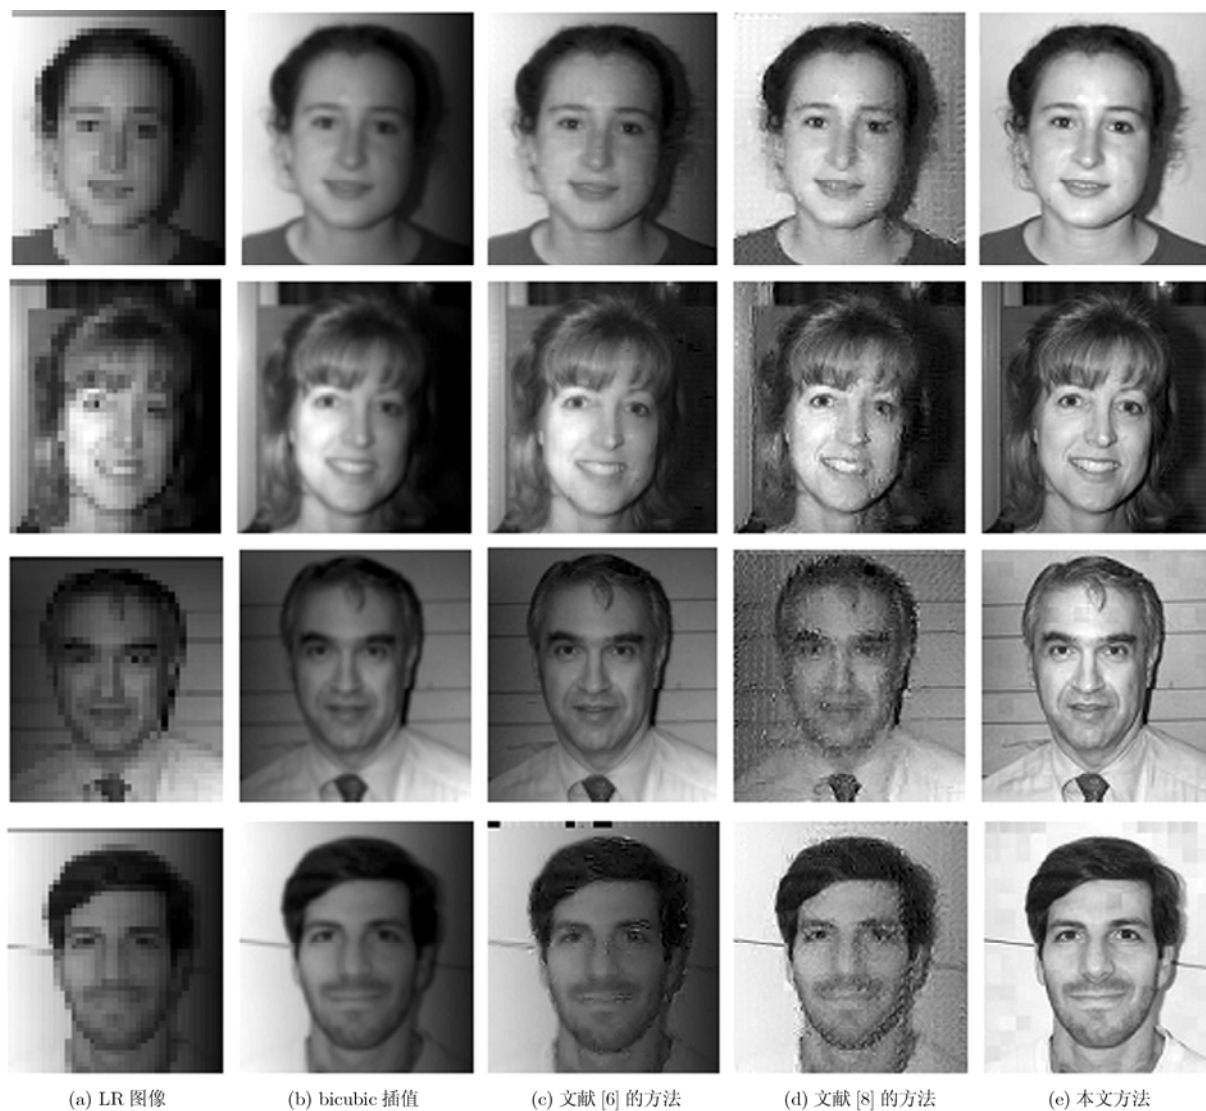 (a) LR 图像
(b) bicubic 插值
(c) 文献 [6] 的方法
(d) 文献 [8] 的方法
(e) 本文方法